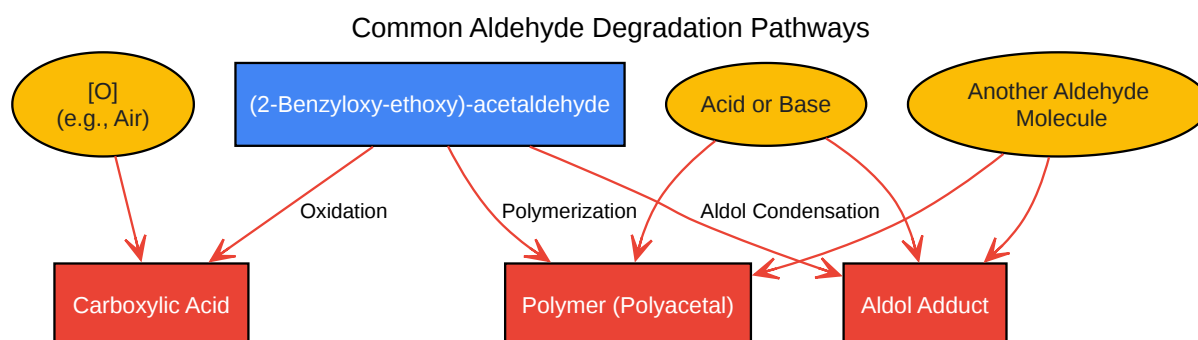 Common Aldehyde Degradation Pathways
[O]
(e.g., Air)
(2-Benzyloxy-ethoxy)-acetaldehyde
Acid or Base
Another Aldehyde
Molecule
Oxidation
Polymerization
Aldol Condensation
Carboxylic Acid
Polymer (Polyacetal)
Aldol Adduct